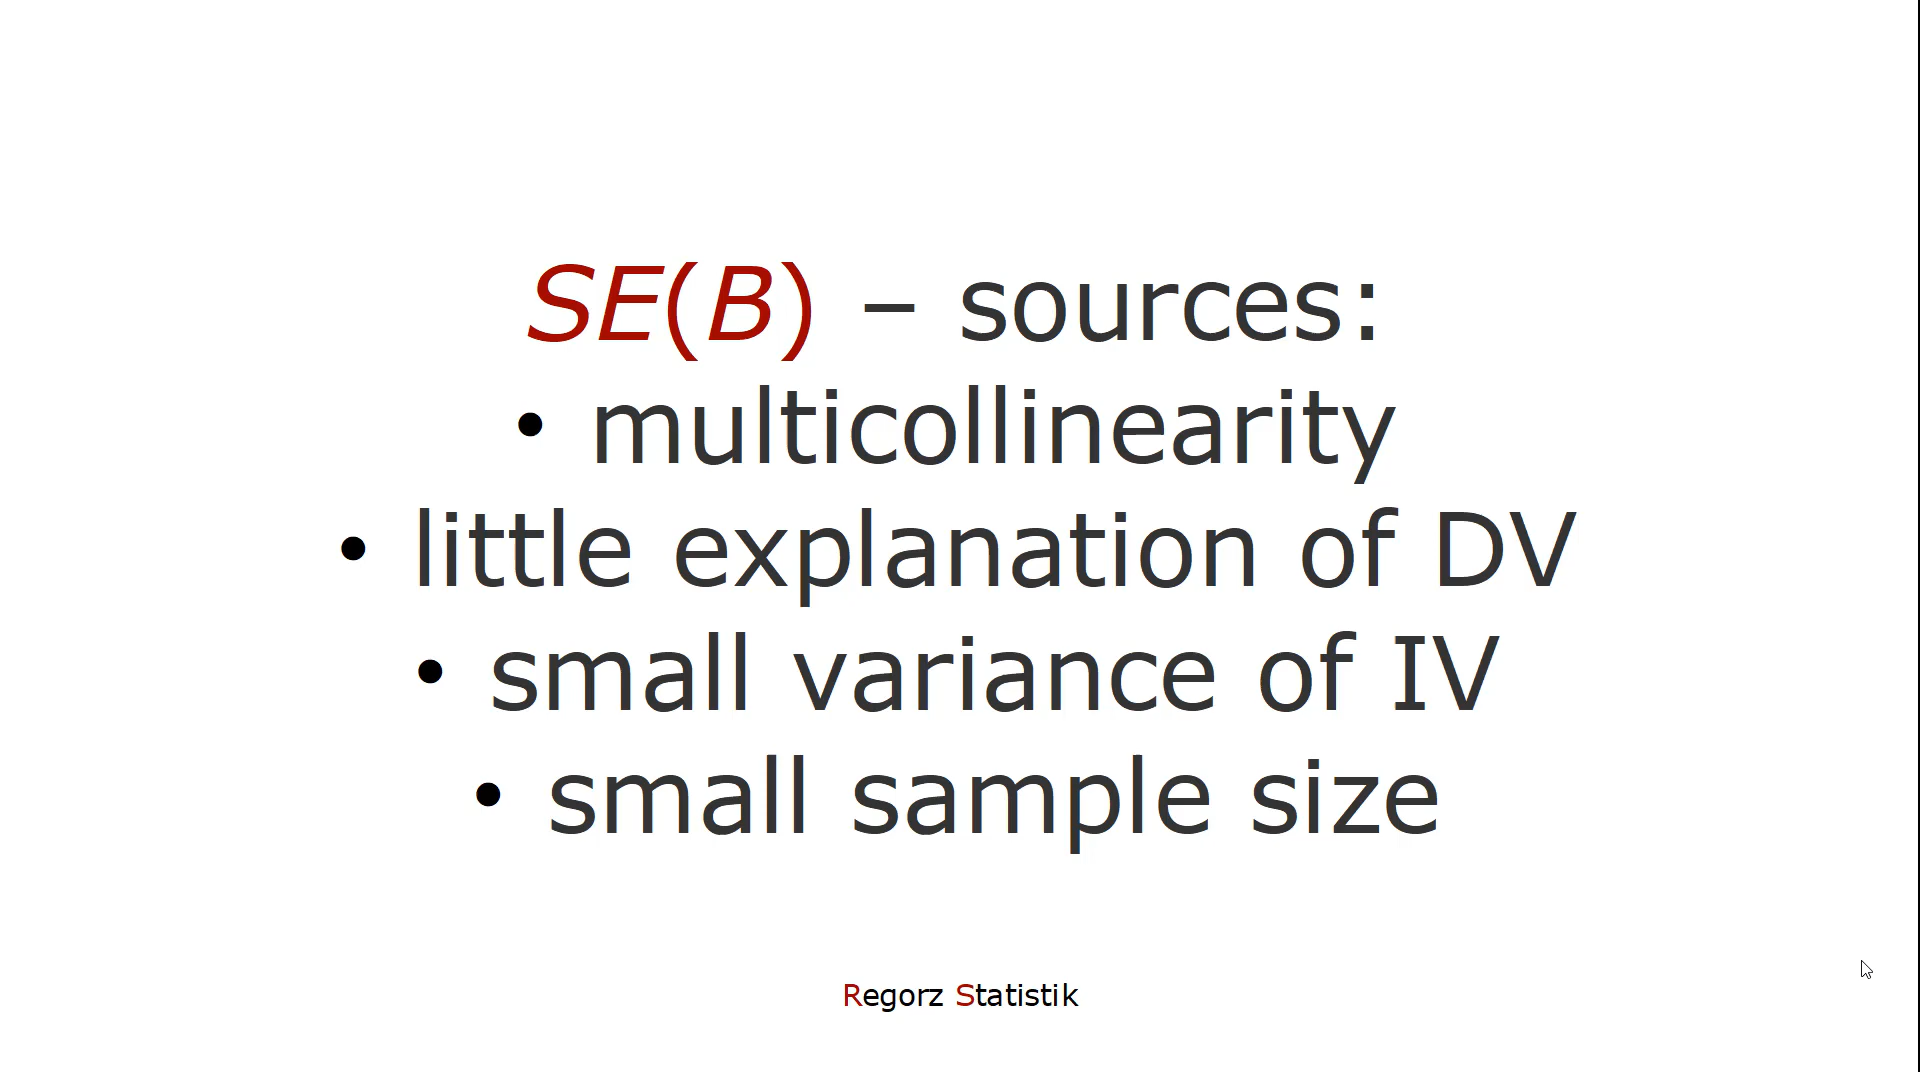 SE(B) – sources:
• multicollinearity
• little explanation of DV
• small variance of IV
• small sample size
Regorz Statistik